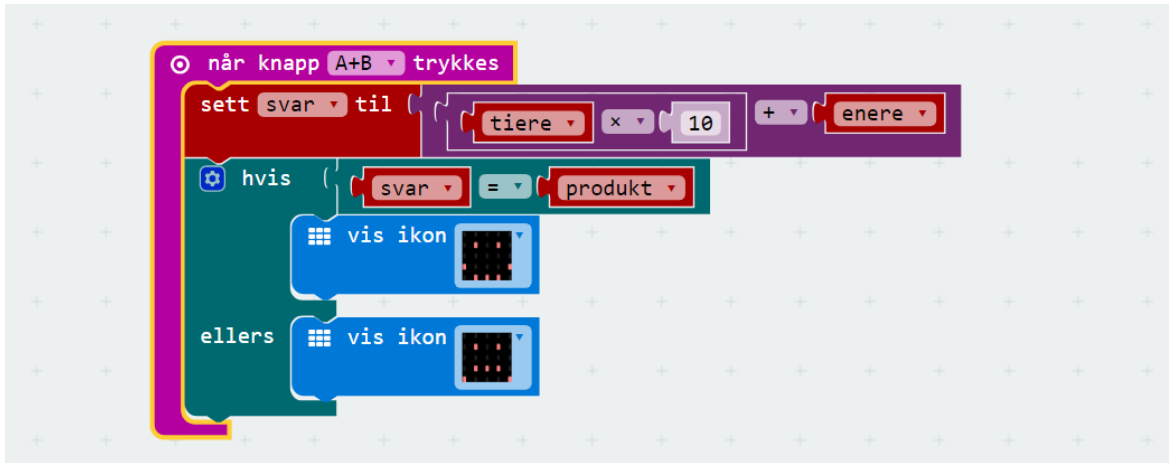 når knapp A+B trykkes
sett svar til tiere × 10 + enere
hvis svar = produkt
vis ikon
ellers vis ikon